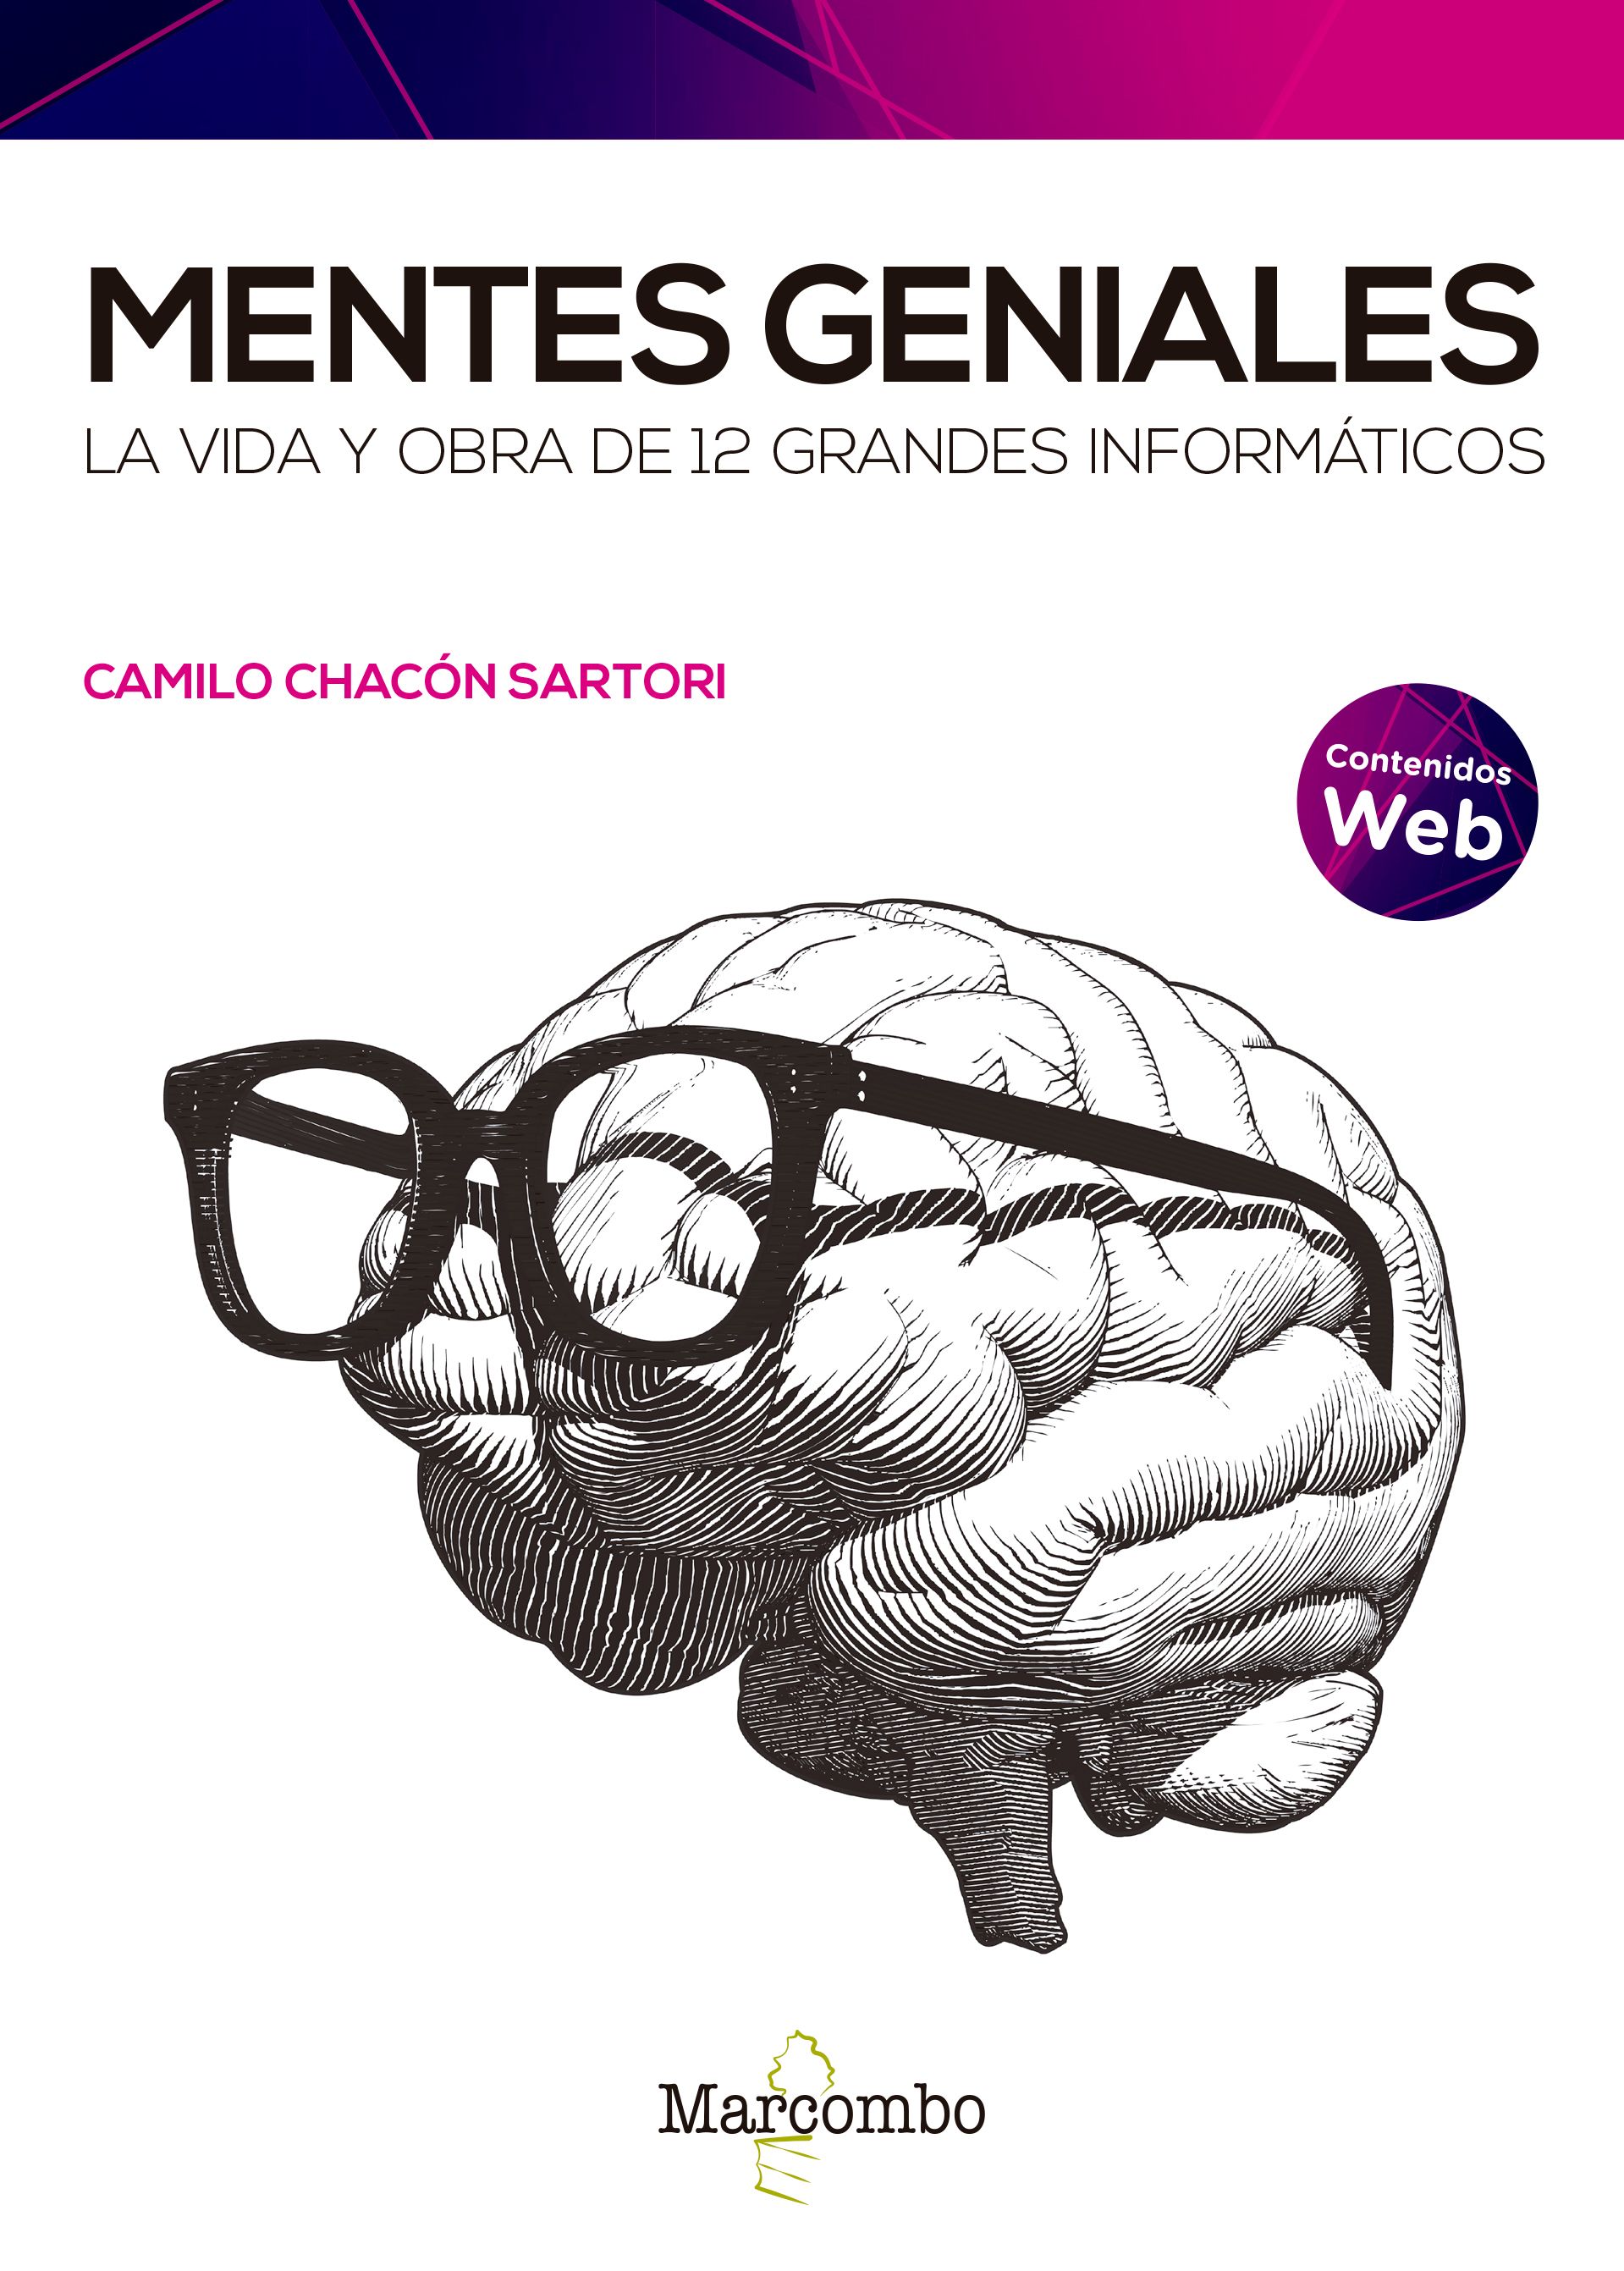 MENTES GENIALES
LA VIDA Y OBRA DE 12 GRANDES INFORMÁTICOS
CAMILO CHACÓN SARTORI
Contenidos
Web
Marcombo